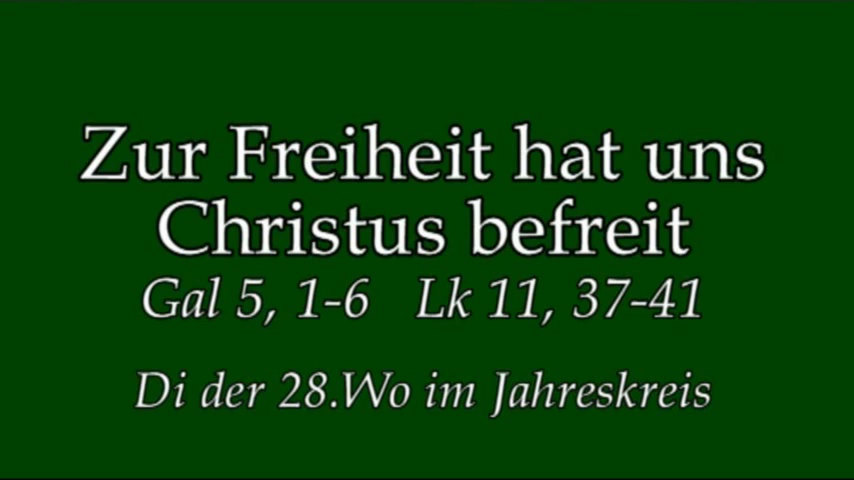 Zur Freiheit hat uns
Christus befreit
Gal 5, 1-6   Lk 11, 37-41
Di der 28.Wo im Jahreskreis